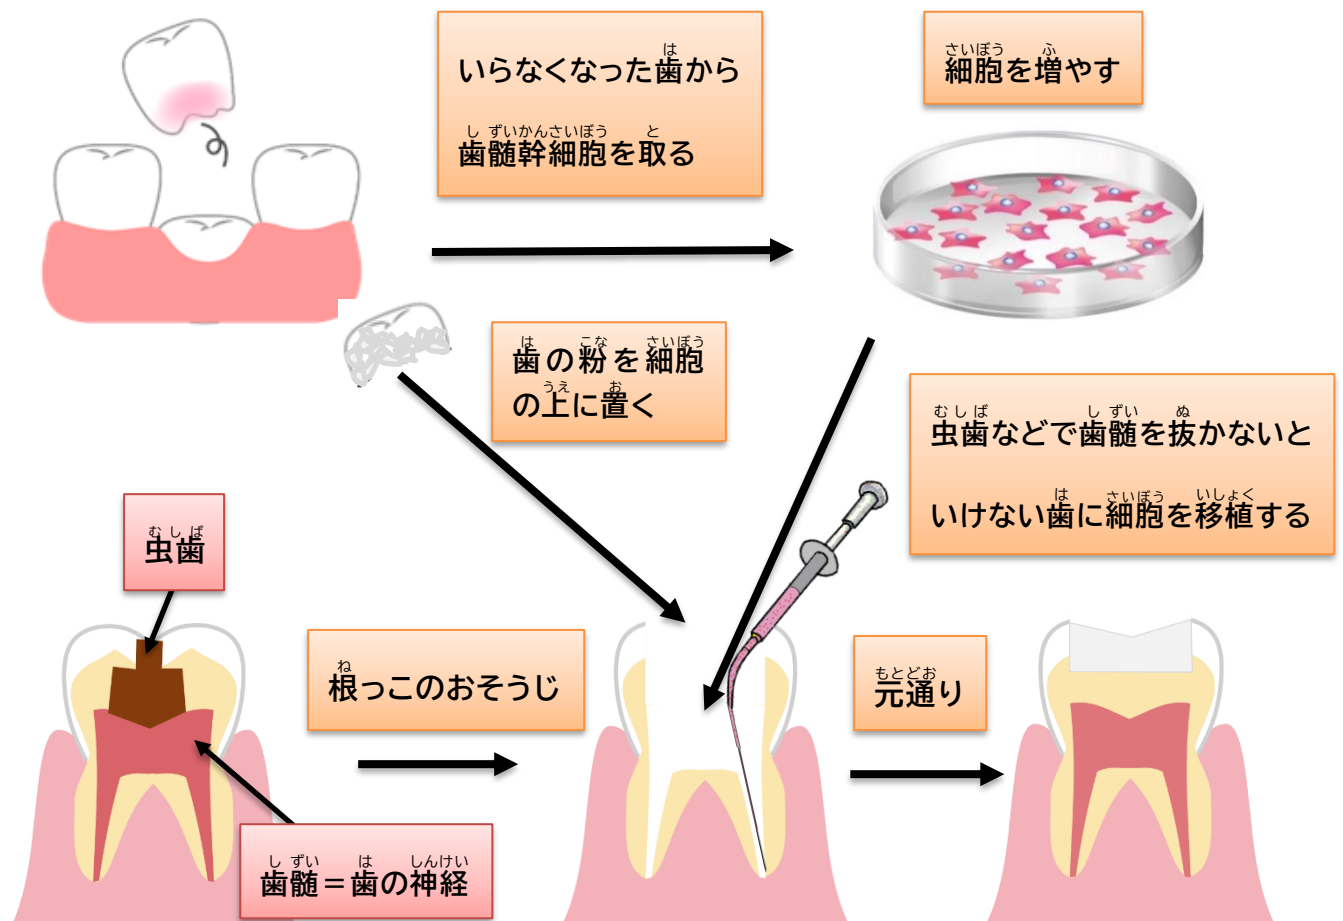 いらなくなった歯から
歯髄幹細胞を取る
細胞を増やす
歯の粉を細胞
の上に置く
虫歯などで歯髄を抜かないと
いけない歯に細胞を移植する
虫歯
根っこのおそうじ
元通り
歯髄=歯の神経